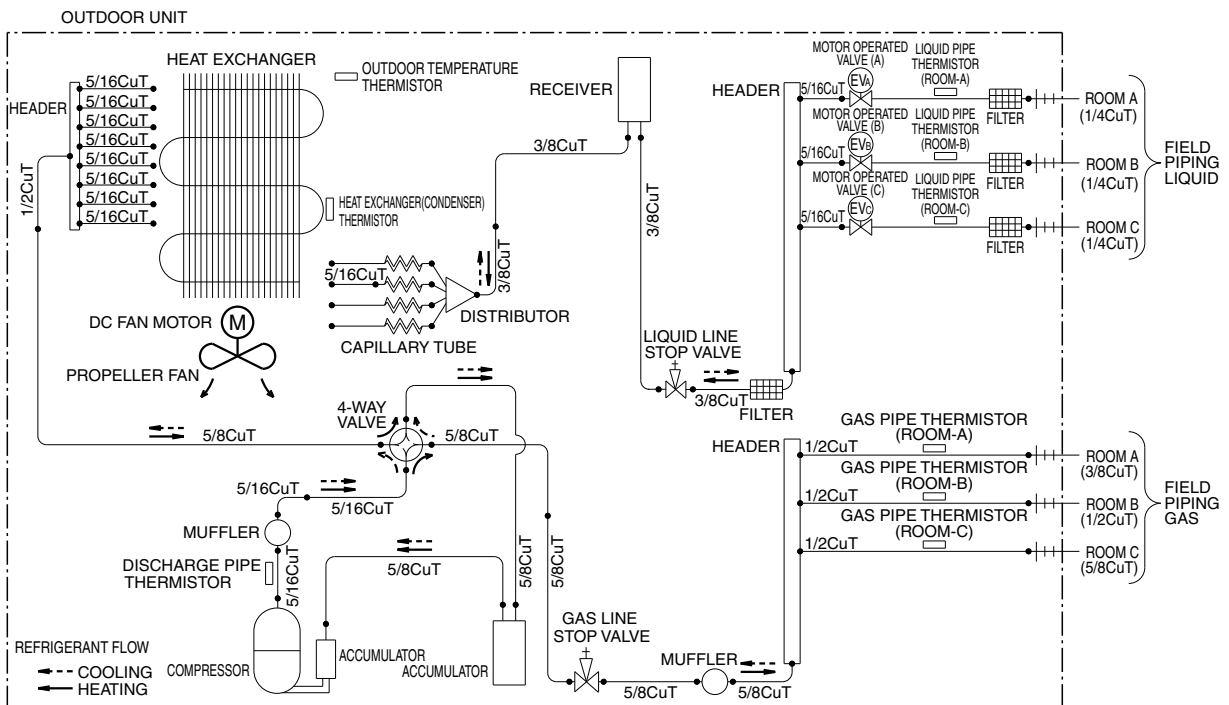 OUTDOOR UNIT
HEAT EXCHANGER
OUTDOOR TEMPERATURE
THERMISTOR
HEADER
5/16CuT
5/16CuT
5/16CuT
5/16CuT
5/16CuT
5/16CuT
5/16CuT
5/16CuT
1/2CuT
HEAT EXCHANGER(CONDENSER)
THERMISTOR
RECEIVER
3/8CuT
3/8CuT
3/8CuT
5/16CuT
DISTRIBUTOR
CAPILLARY TUBE
DC FAN MOTOR
M
PROPELLER FAN
LIQUID LINE
STOP VALVE
3/8CuT
FILTER
HEADER
MOTOR OPERATED
VALVE (A)
LIQUID PIPE
THERMISTOR
(ROOM-A)
5/16CuT
EVA
FILTER
ROOM A
(1/4CuT)
MOTOR OPERATED
VALVE (B)
LIQUID PIPE
THERMISTOR
(ROOM-B)
5/16CuT
EVB
FILTER
ROOM B
(1/4CuT)
MOTOR OPERATED
VALVE (C)
LIQUID PIPE
THERMISTOR
(ROOM-C)
5/16CuT
EVC
FILTER
ROOM C
(1/4CuT)
FIELD
PIPING
LIQUID
4-WAY
VALVE
5/8CuT
5/8CuT
5/16CuT
5/16CuT
MUFFLER
DISCHARGE PIPE
THERMISTOR
5/16CuT
5/8CuT
5/8CuT
5/8CuT
COMPRESSOR
ACCUMULATOR
ACCUMULATOR
REFRIGERANT FLOW
COOLING
HEATING
GAS LINE
STOP VALVE
MUFFLER
5/8CuT
5/8CuT
HEADER
GAS PIPE THERMISTOR
(ROOM-A)
1/2CuT
ROOM A
(3/8CuT)
GAS PIPE THERMISTOR
(ROOM-B)
1/2CuT
ROOM B
(1/2CuT)
GAS PIPE THERMISTOR
(ROOM-C)
1/2CuT
ROOM C
(5/8CuT)
FIELD
PIPING
GAS